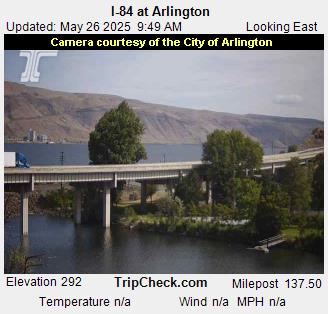 I-84 at Arlington
Updated: May 26 2025 9:49 AM Looking East
Camera courtesy of the City of Arlington
Elevation 292 TripCheck.com Milepost 137.50
Temperature n/a Wind n/a MPH n/a